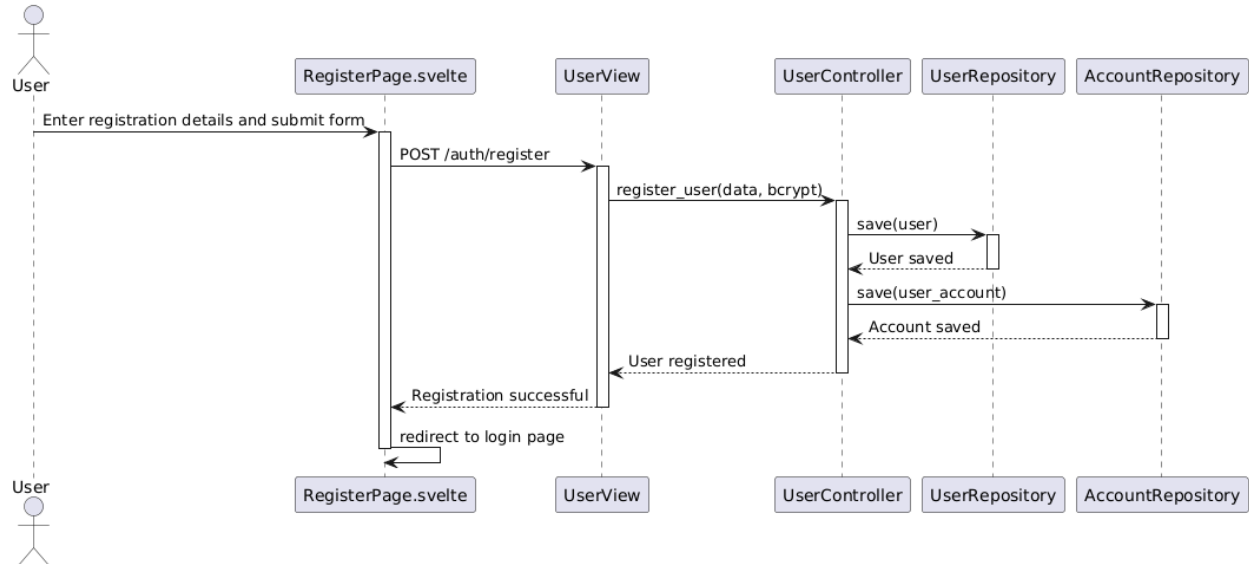 User
RegisterPage.svelte
UserView
UserController
UserRepository
AccountRepository
Enter registration details and submit form
POST /auth/register
register_user(data, bcrypt)
save(user)
User saved
save(user_account)
Account saved
User registered
Registration successful
redirect to login page
User
RegisterPage.svelte
UserView
UserController
UserRepository
AccountRepository